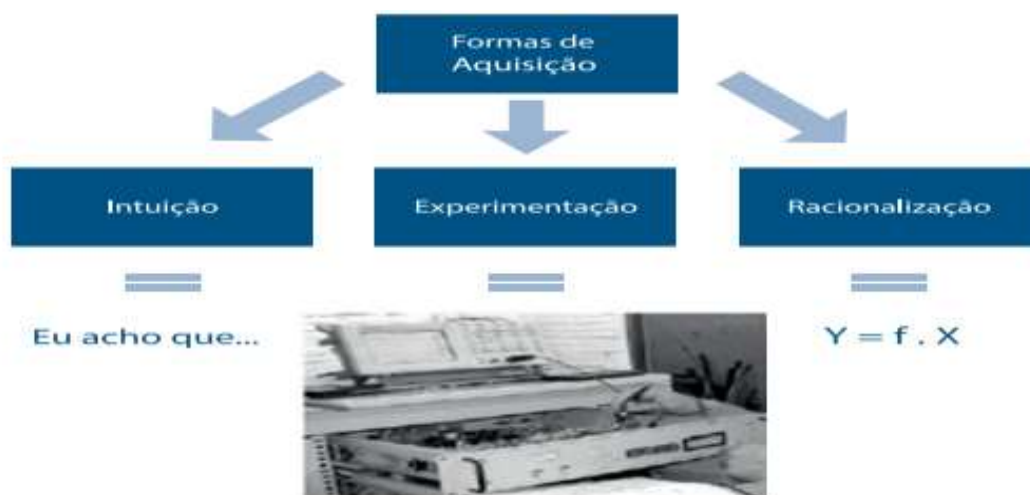 Formas de
Aquisição
Intuição
Experimentação
Racionalização
Eu acho que...
Y = f . X